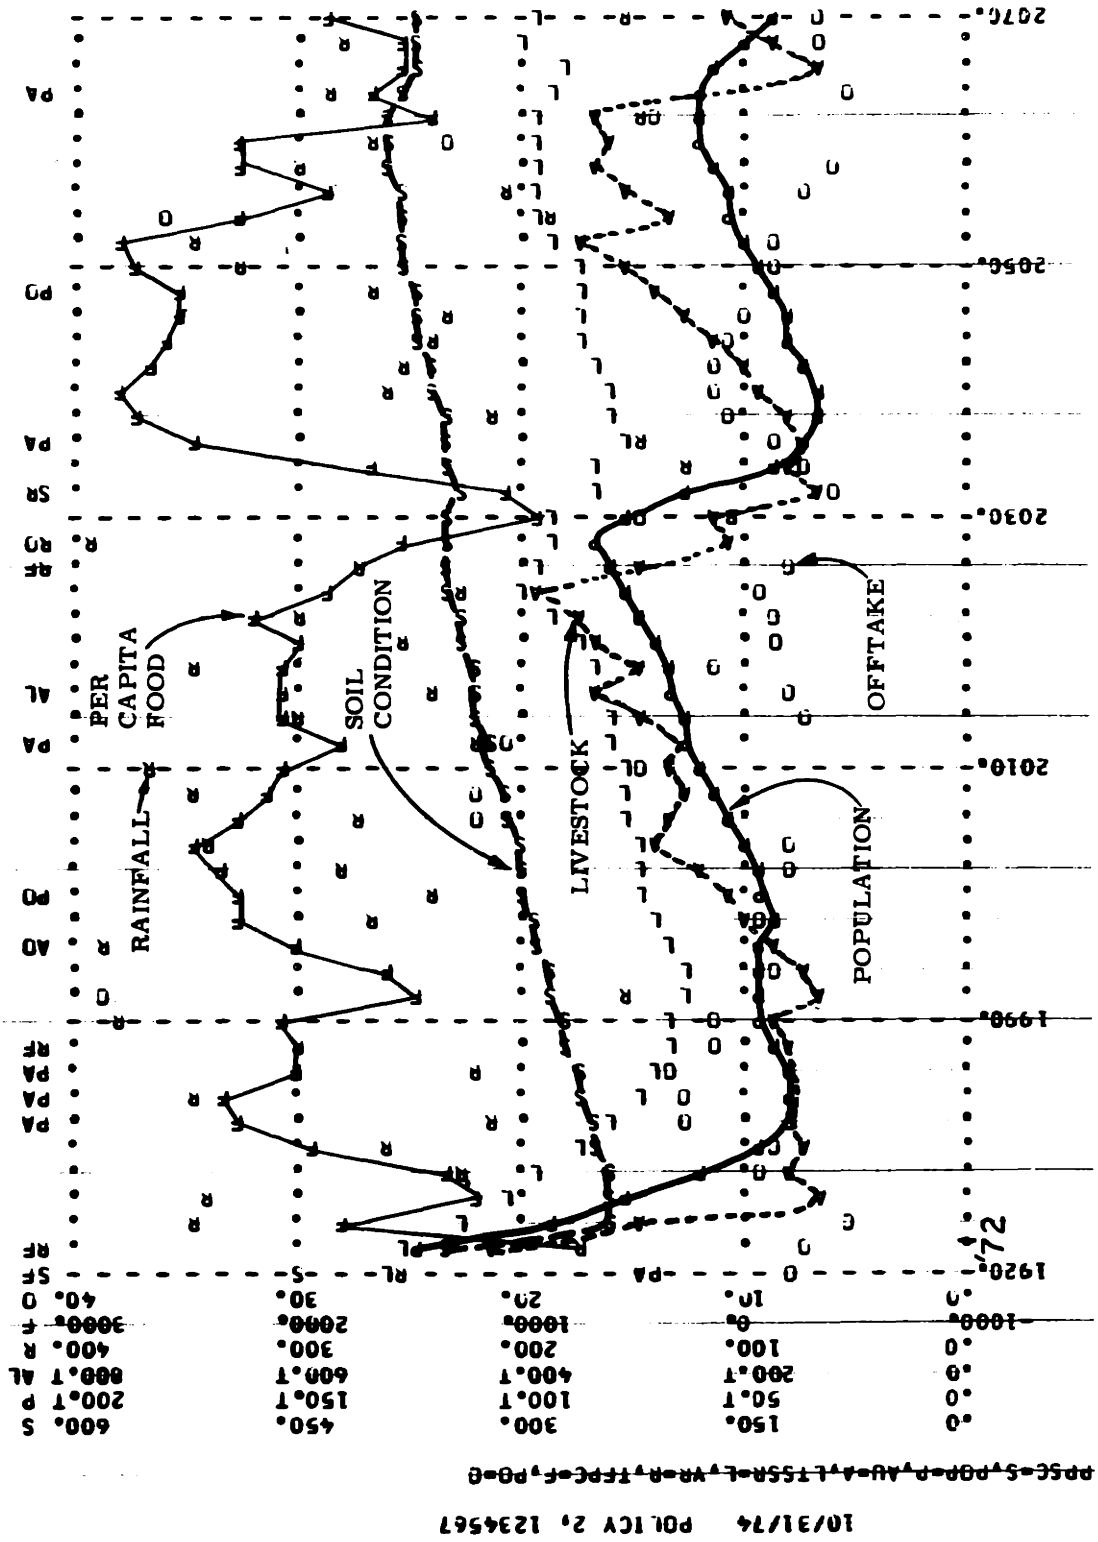 10/31/74 POLICY 2, 1234567
PPSC=S,POP=P,AU=A,LTSSR=L,YR=R,TFPC=F,PO=O
0. 150. 300. 450. 600. S
0. 50.T 100.T 150.T 200.T P
0. 200.T 400.T 600.T 800.T AL
0. 100. 200. 300. 400. R
-1000. 0. 1000. 2000. 3000. F
0. 10. 20. 30. 40. O
1970. SF
RF
'72
PA
PA
PA
RF
1990.
AO
PO
2010.
PA
AL
RF
RO
2030.
SR
PA
PO
2050.
PA
2070.
RAINFALL
PER
CAPITA
FOOD
SOIL
CONDITION
LIVESTOCK
POPULATION
OFFTAKE